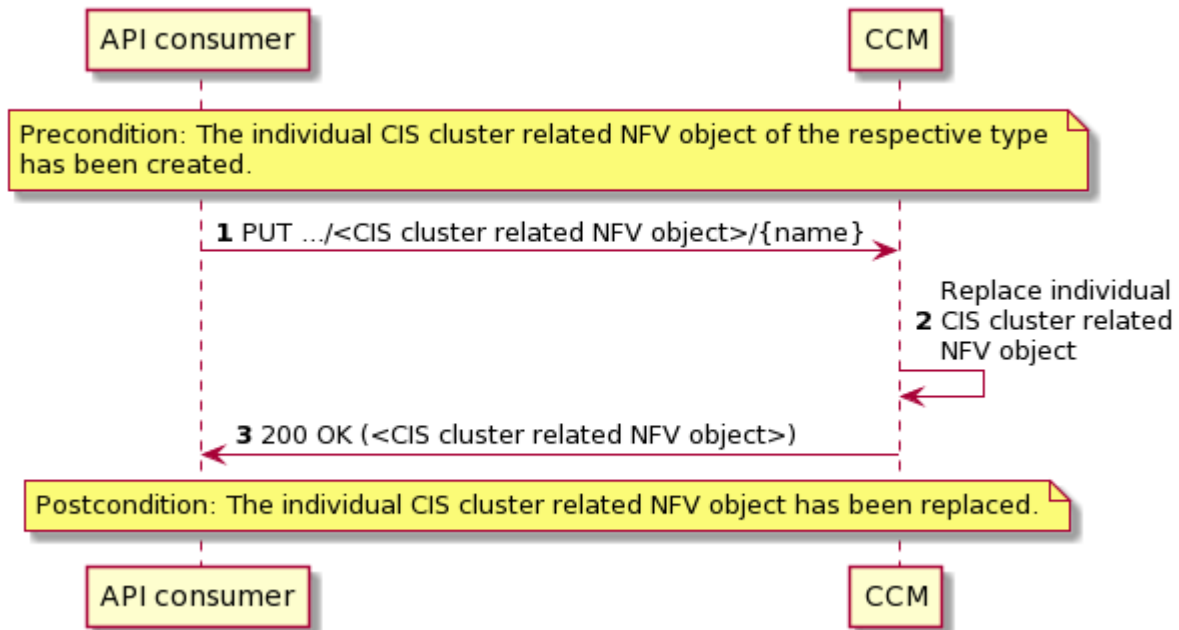 API consumer
CCM
Precondition: The individual CIS cluster related NFV object of the respective type
has been created.
1 PUT .../<CIS cluster related NFV object>/{name}
Replace individual
2 CIS cluster related
NFV object
3 200 OK (<CIS cluster related NFV object>)
Postcondition: The individual CIS cluster related NFV object has been replaced.
API consumer
CCM